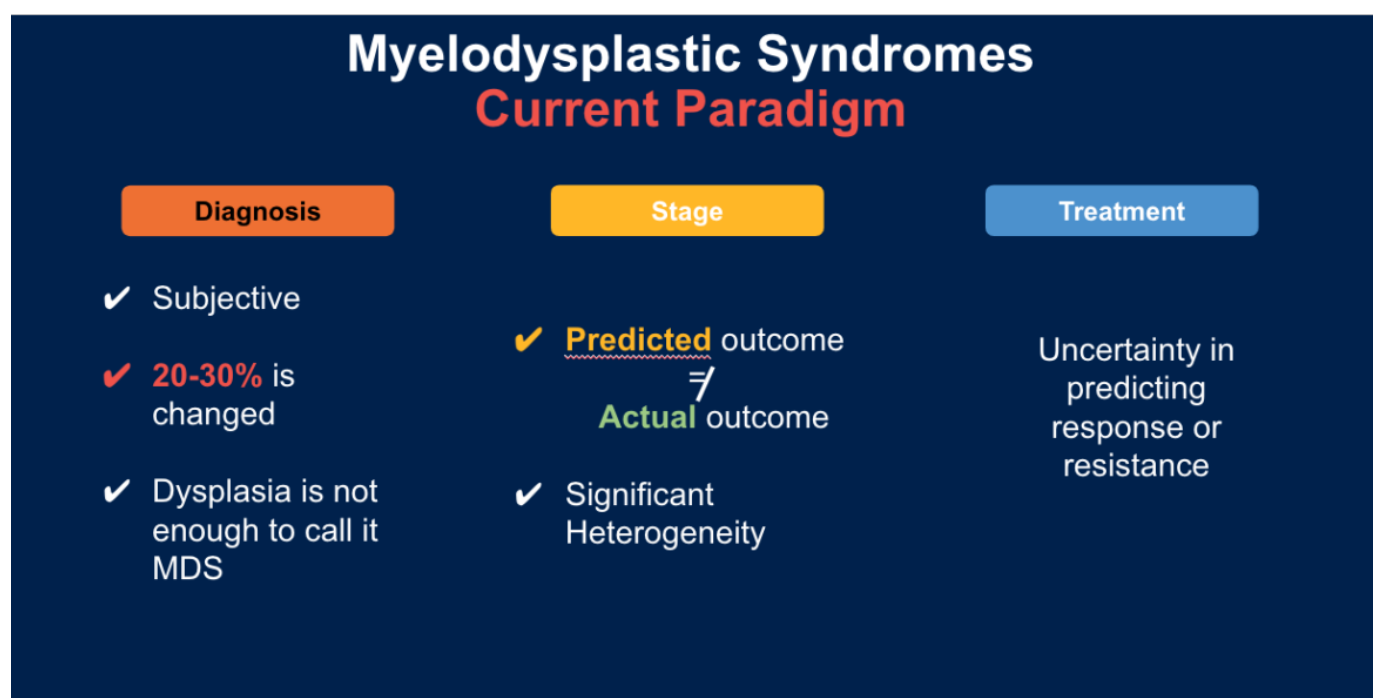 Myelodysplastic Syndromes
Current Paradigm
Diagnosis
✔ Subjective
✔ 20-30% is
changed
✔ Dysplasia is not
enough to call it
MDS
Stage
✔ Predicted outcome
≠
Actual outcome
✔ Significant
Heterogeneity
Treatment
Uncertainty in
predicting
response or
resistance